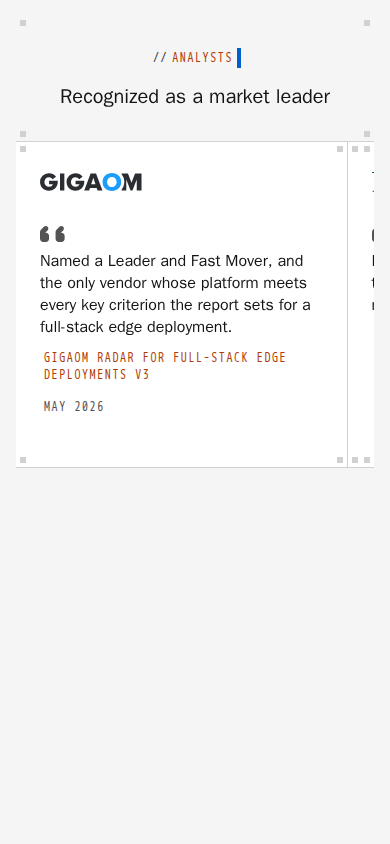 // ANALYSTS
Recognized as a market leader
GIGAOM
Named a Leader and Fast Mover, and
the only vendor whose platform meets
every key criterion the report sets for a
full-stack edge deployment.
GIGAOM RADAR FOR FULL-STACK EDGE
DEPLOYMENTS V3
MAY 2026